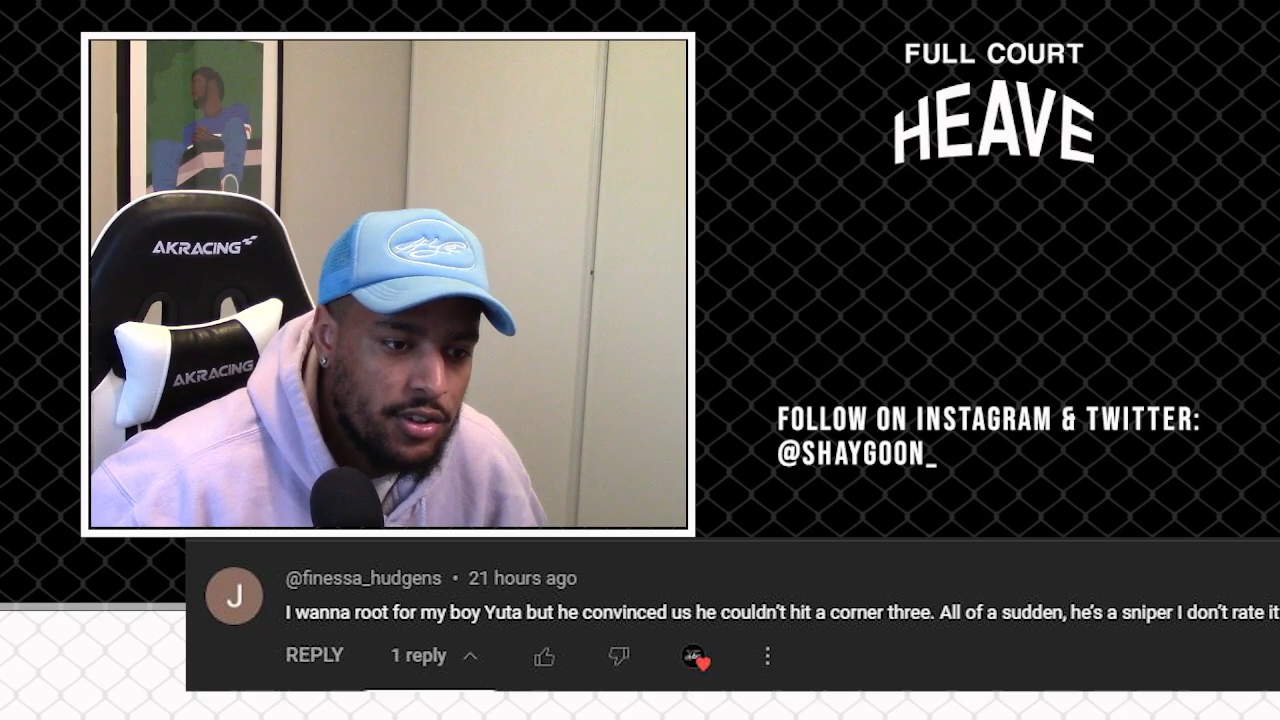 FULL COURT
HEAVE
AKRACING
AKRACING
FOLLOW ON INSTAGRAM & TWITTER:
@SHAYGOON_
J
@finessa_hudgens • 21 hours ago
I wanna root for my boy Yuta but he convinced us he couldn't hit a corner three. All of a sudden, he's a sniper I don't rate it
REPLY 1 reply